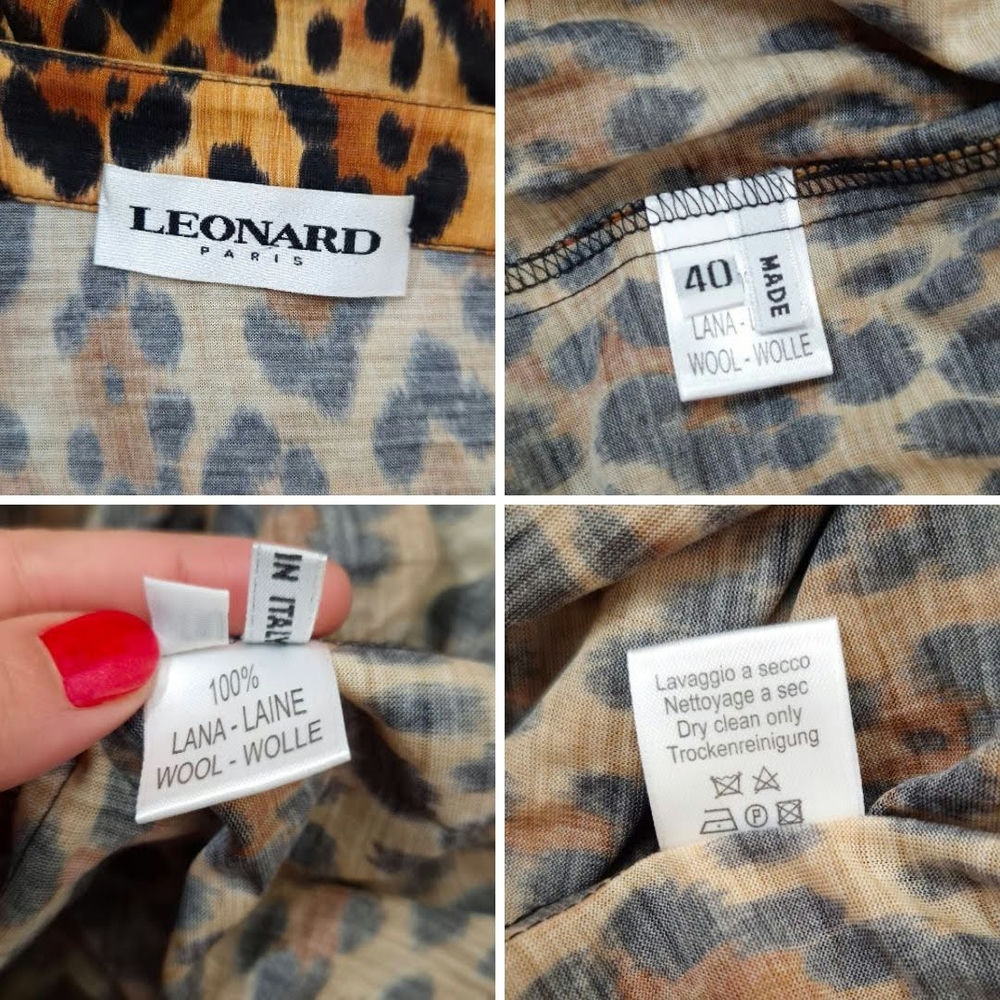 LEONARD
PARIS
40
MADE
LANA -
WOOL - WOLLE
IN ITALY
100%
LANA - LAINE
WOOL - WOLLE
Lavaggio a secco
Nettoyage a sec
Dry clean only
Trockenreinigung
P